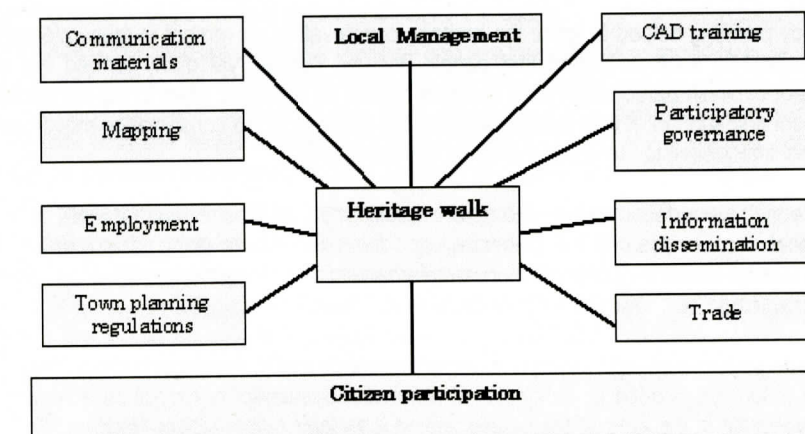 Communication
materials
Local Management
CAD training
Mapping
Participatory
governance
Heritage walk
Employment
Information
dissemination
Town planning
regulations
Trade
Citizen participation